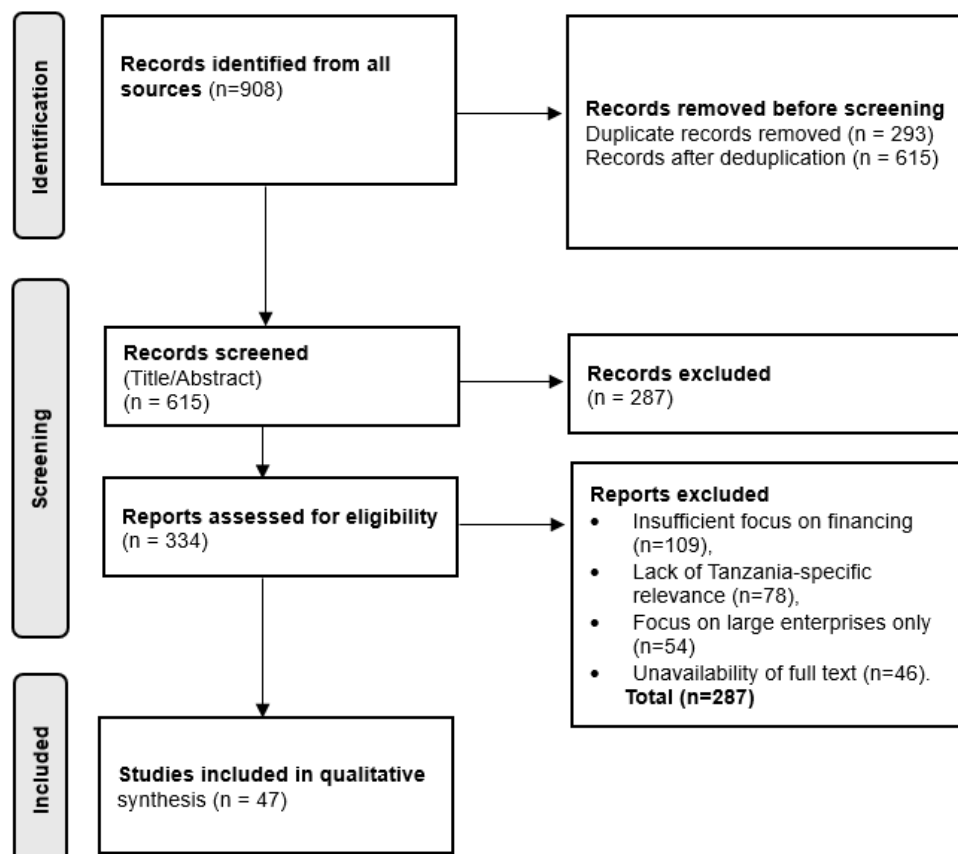 Identification
Records identified from all
sources (n=908)
Records removed before screening
Duplicate records removed (n = 293)
Records after deduplication (n = 615)
Screening
Records screened
(Title/Abstract)
(n = 615)
Records excluded
(n = 287)
Reports assessed for eligibility
(n = 334)
Reports excluded
• Insufficient focus on financing
(n=109),
• Lack of Tanzania-specific
relevance (n=78),
• Focus on large enterprises only
(n=54)
• Unavailability of full text (n=46).
Total (n=287)
Included
Studies included in qualitative
synthesis (n = 47)